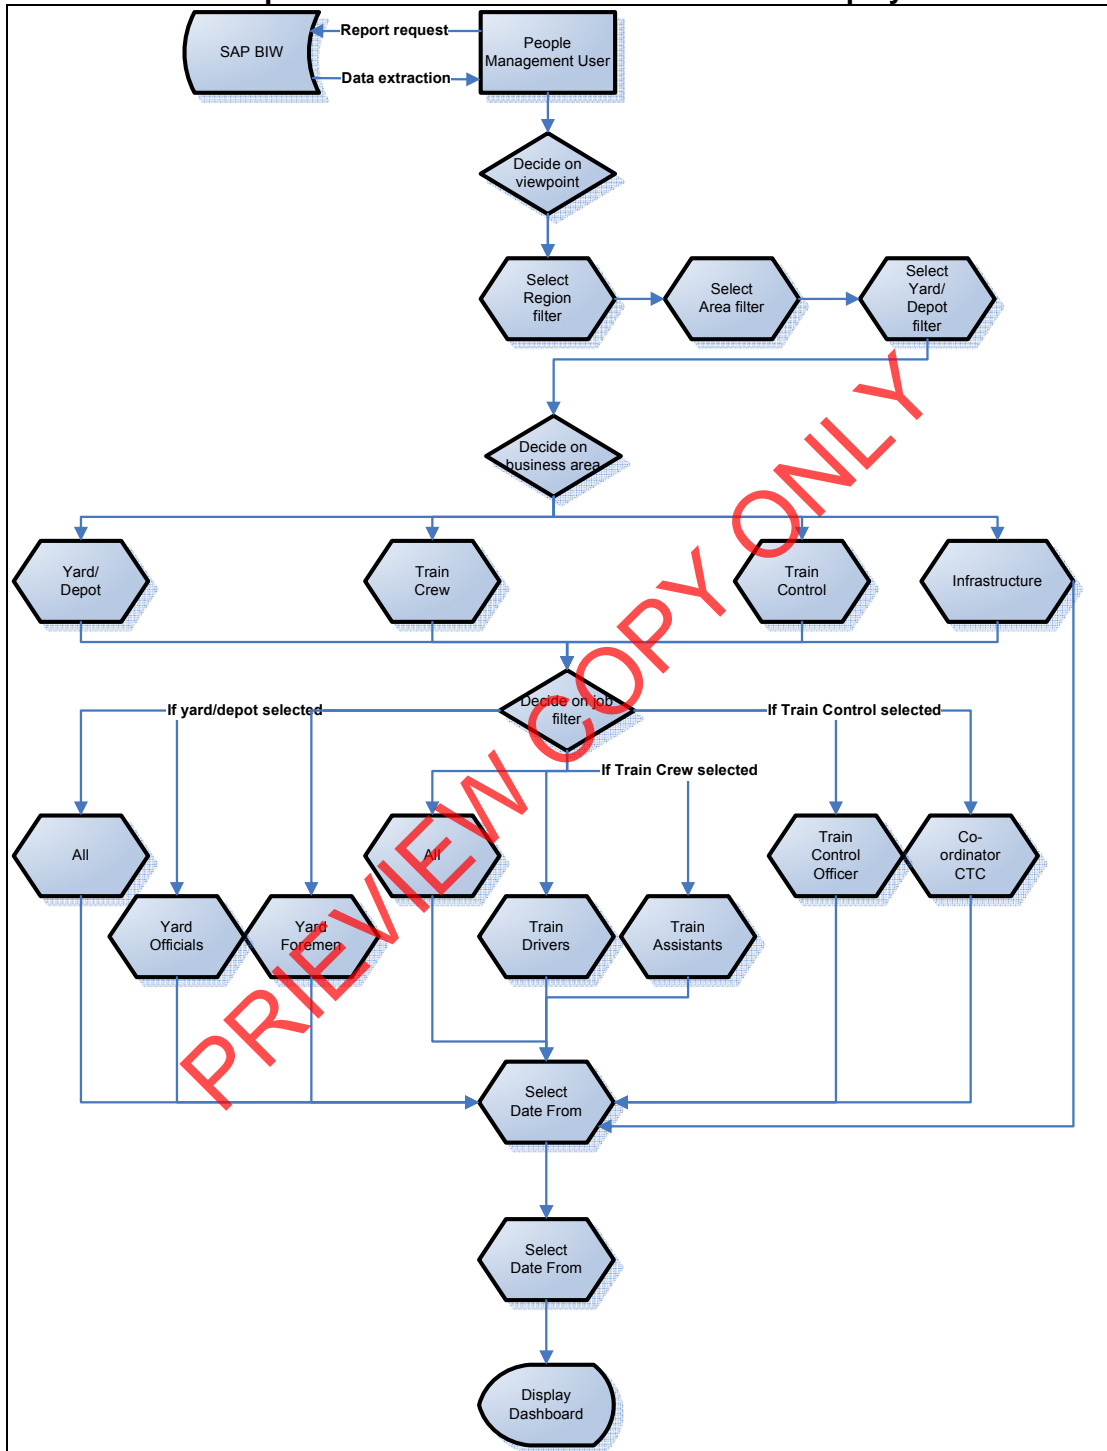 SAP BIW
Report request
People
Management User
Data extraction
Decide on
viewpoint
Select
Region
filter
Select
Area filter
Select
Yard/
Depot
filter
Decide on
business area
Yard/
Depot
Train
Crew
Train
Control
Infrastructure
Decide on job
filter
If yard/depot selected
If Train Control selected
If Train Crew selected
All
Yard
Officials
Yard
Foremen
All
Train
Drivers
Train
Assistants
Train
Control
Officer
Co-
ordinator
CTC
Select
Date From
Select
Date From
Display
Dashboard
PRIEVIEW COPY ONLY